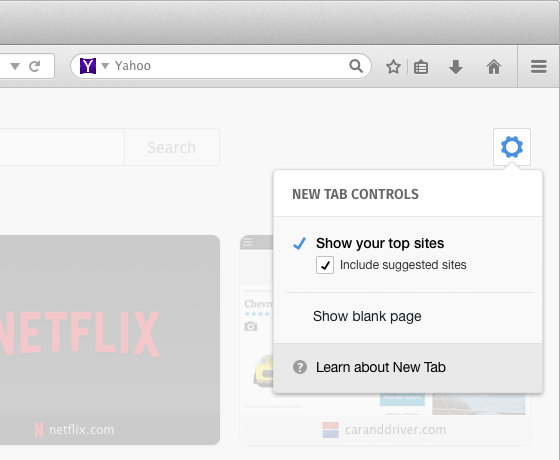 Yahoo
Search
NEW TAB CONTROLS
Show your top sites
Include suggested sites
Show blank page
? Learn about New Tab
NETFLIX
Chevro
netflix.com
caranddriver.com